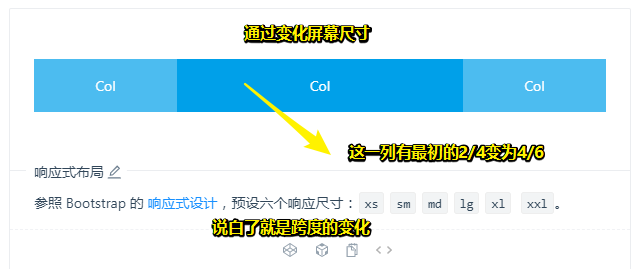 通过变化屏幕尺寸
Col Col Col
这一列有最初的2/4变为4/6
响应式布局
参照 Bootstrap 的 响应式设计，预设六个响应尺寸： xs sm md lg xl xxl 。
说白了就是跨度的变化